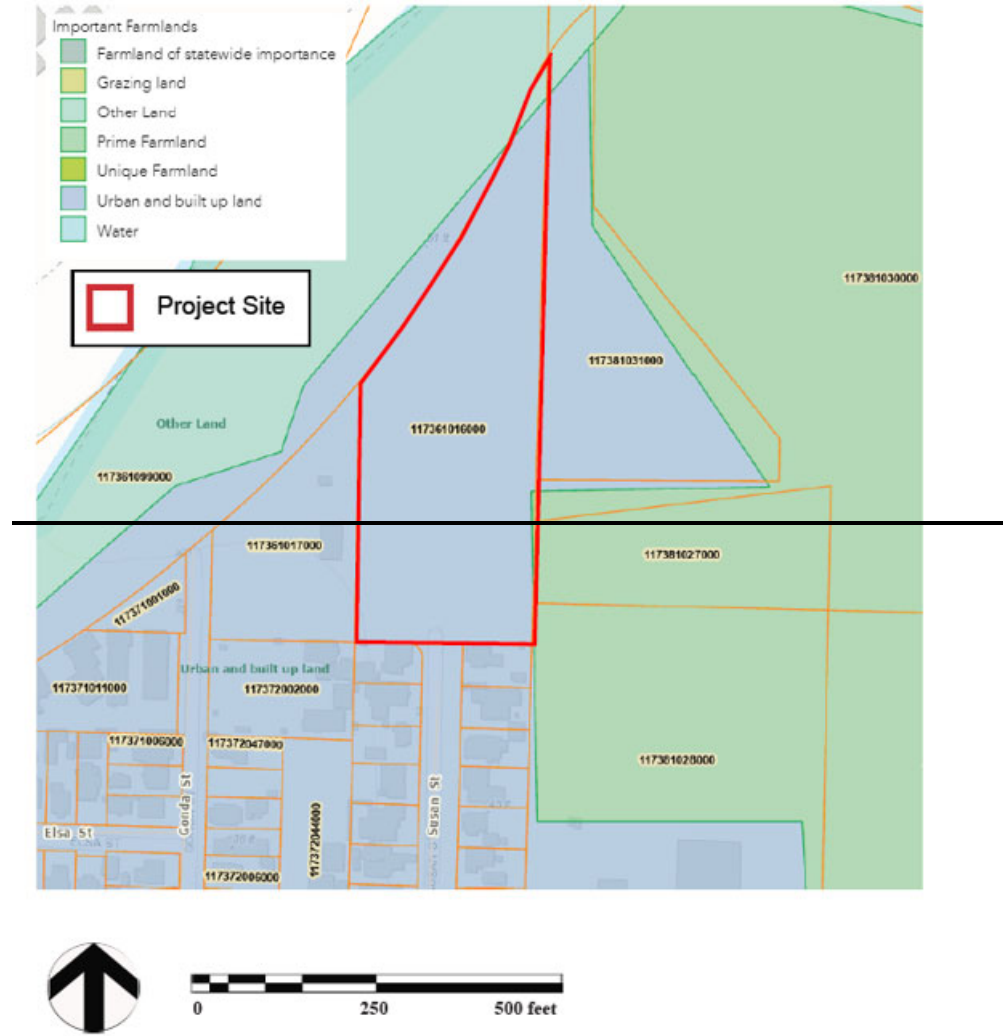 Important Farmlands
Farmland of statewide importance
Grazing land
Other Land
Prime Farmland
Unique Farmland
Urban and built up land
Water
Project Site
117381030000
117381031000
117361016000
Other Land
117361099000
117361017000
117381027000
117371001000
Urban and built up land
117371011000
117372002000
117371006000
117372047000
117381028000
Gonda St
Susan St
Elsa St
117372044000
117372006000
0 250 500 feet